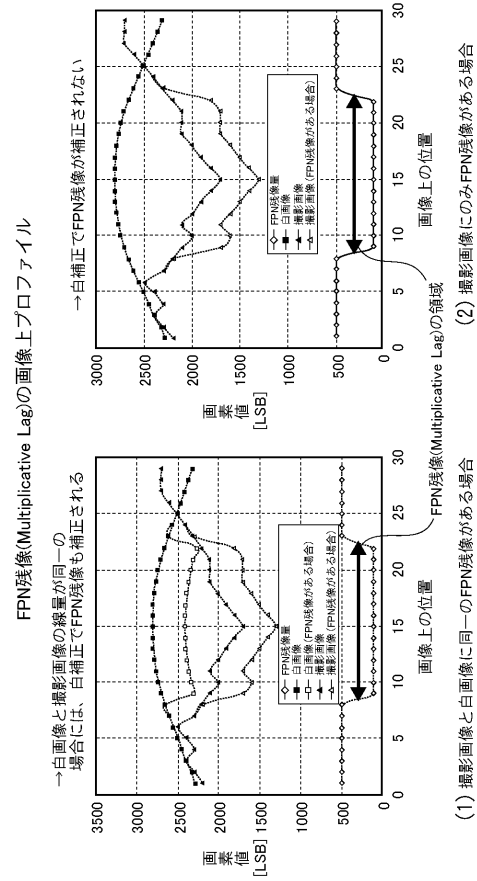 FPN残像(Multiplicative Lag)の画像上プロファイル
→白画像と撮影画像の線量が同一の
場合には、白補正でFPN残像も補正される
3500
3000
2500
2000
1500
1000
500
0
画素値
[LSB]
0 5 10 15 20 25 30
画像上の位置
FPN残像量
白画像
白画像(FPN残像がある場合)
撮影画像
撮影画像(FPN残像がある場合)
(1) 撮影画像と白画像に同一のFPN残像がある場合
FPN残像(Multiplicative Lag)の領域
→白補正でFPN残像が補正されない
3000
2500
2000
1500
1000
500
0
画素値
[LSB]
0 5 10 15 20 25 30
画像上の位置
FPN残像量
白画像
撮影画像
撮影画像(FPN残像がある場合)
(2) 撮影画像にのみFPN残像がある場合